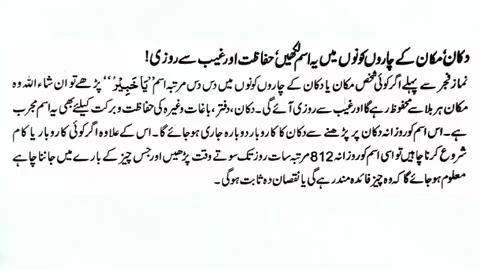 دکان، مکان کے چاروں کونوں میں یہ اسم لکھیں، حفاظت اور غیب سے روزی!
نماز فجر سے پہلے اگر کوئی شخص مکان یا دکان کے چاروں کونوں میں دس دس مرتبہ اسم ’’یَا خَبِیْرُ‘‘ پڑھے تو ان شاء اللہ وہ
مکان ہر بلا سے محفوظ رہے گا اور غیب سے روزی آئے گی۔ دکان، دفتر، باغات وغیرہ کی حفاظت و برکت کیلئے بھی یہ اسم مجرب
ہے۔ اس اسم کو روزانہ دکان پر پڑھنے سے دکان کا کاروبار دوبارہ جاری ہو جائے گا۔ اس کے علاوہ اگر کوئی کاروبار یا کام
شروع کرنا چاہیں تو اسی اسم کو روزانہ 812 مرتبہ سات روز تک سوتے وقت پڑھیں اور جس چیز کے بارے میں جاننا چاہے
معلوم ہو جائے گا کہ وہ چیز فائدہ مند رہے گی یا نقصان دہ ثابت ہو گی۔